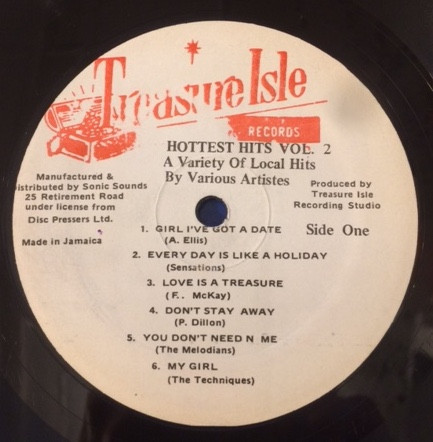 Treasure Isle
RECORDS
HOTTEST HITS VOL. 2
A Variety Of Local Hits
By Various Artistes
Manufactured &
istributed by Sonic Sounds
25 Retirement Road
under license from
Disc Pressers Ltd.
Made in Jamaica
Produced by
Treasure Isle
Recording Studio
Side One
1. GIRL I'VE GOT A DATE
(A. Ellis)
2. EVERY DAY IS LIKE A HOLIDAY
(Sensations)
3. LOVE IS A TREASURE
(F.. McKAY)
4. DON'T STAY AWAY
(P. Dillon)
5. YOU DON'T NEED N ME
(The Melodians)
6. MY GIRL
(The Techniques)